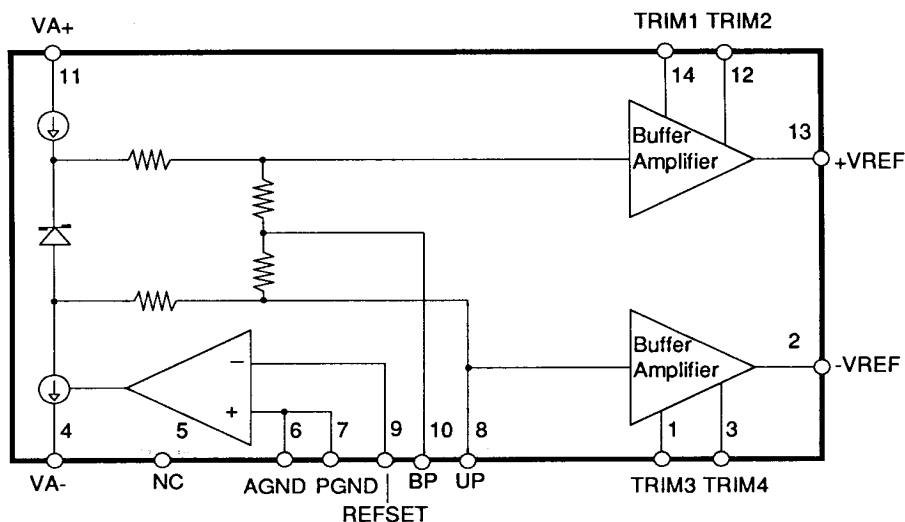 VA+ TRIM1 TRIM2
11 14 12
Buffer
Amplifier
13
+VREF
Buffer
Amplifier
2
-VREF
−
+
4 5 6 7 9 10 8 1 3
VA- NC AGND PGND BP UP TRIM3 TRIM4
REFSET